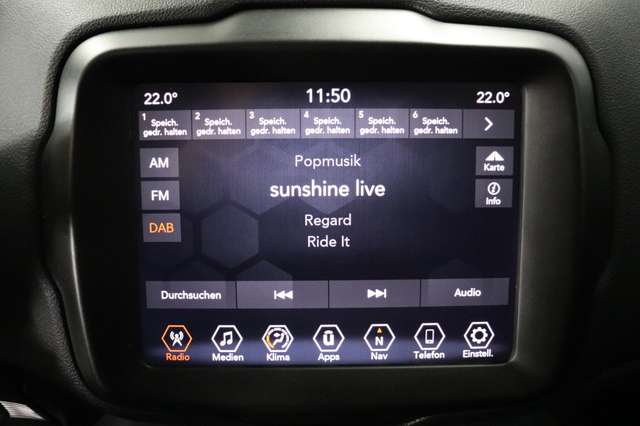 22.0° 11:50 22.0°
1 2 3 4 5 6
Speich. Speich. Speich. Speich. Speich. Speich.
gedr. halten gedr. halten gedr. halten gedr. halten gedr. halten gedr. halten
AM Popmusik Karte
FM sunshine live Info
DAB Regard
Ride It
Durchsuchen Audio
N
Radio Medien Klima Apps Nav Telefon Einstell.